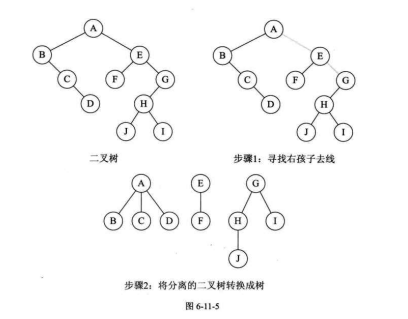 A
B E
C F G
D H
J I
二叉树
A
B E
C F G
D H
J I
步骤1：寻找右孩子去线
A E G
B C D F H I
J
步骤2：将分离的二叉树转换成树
图 6-11-5